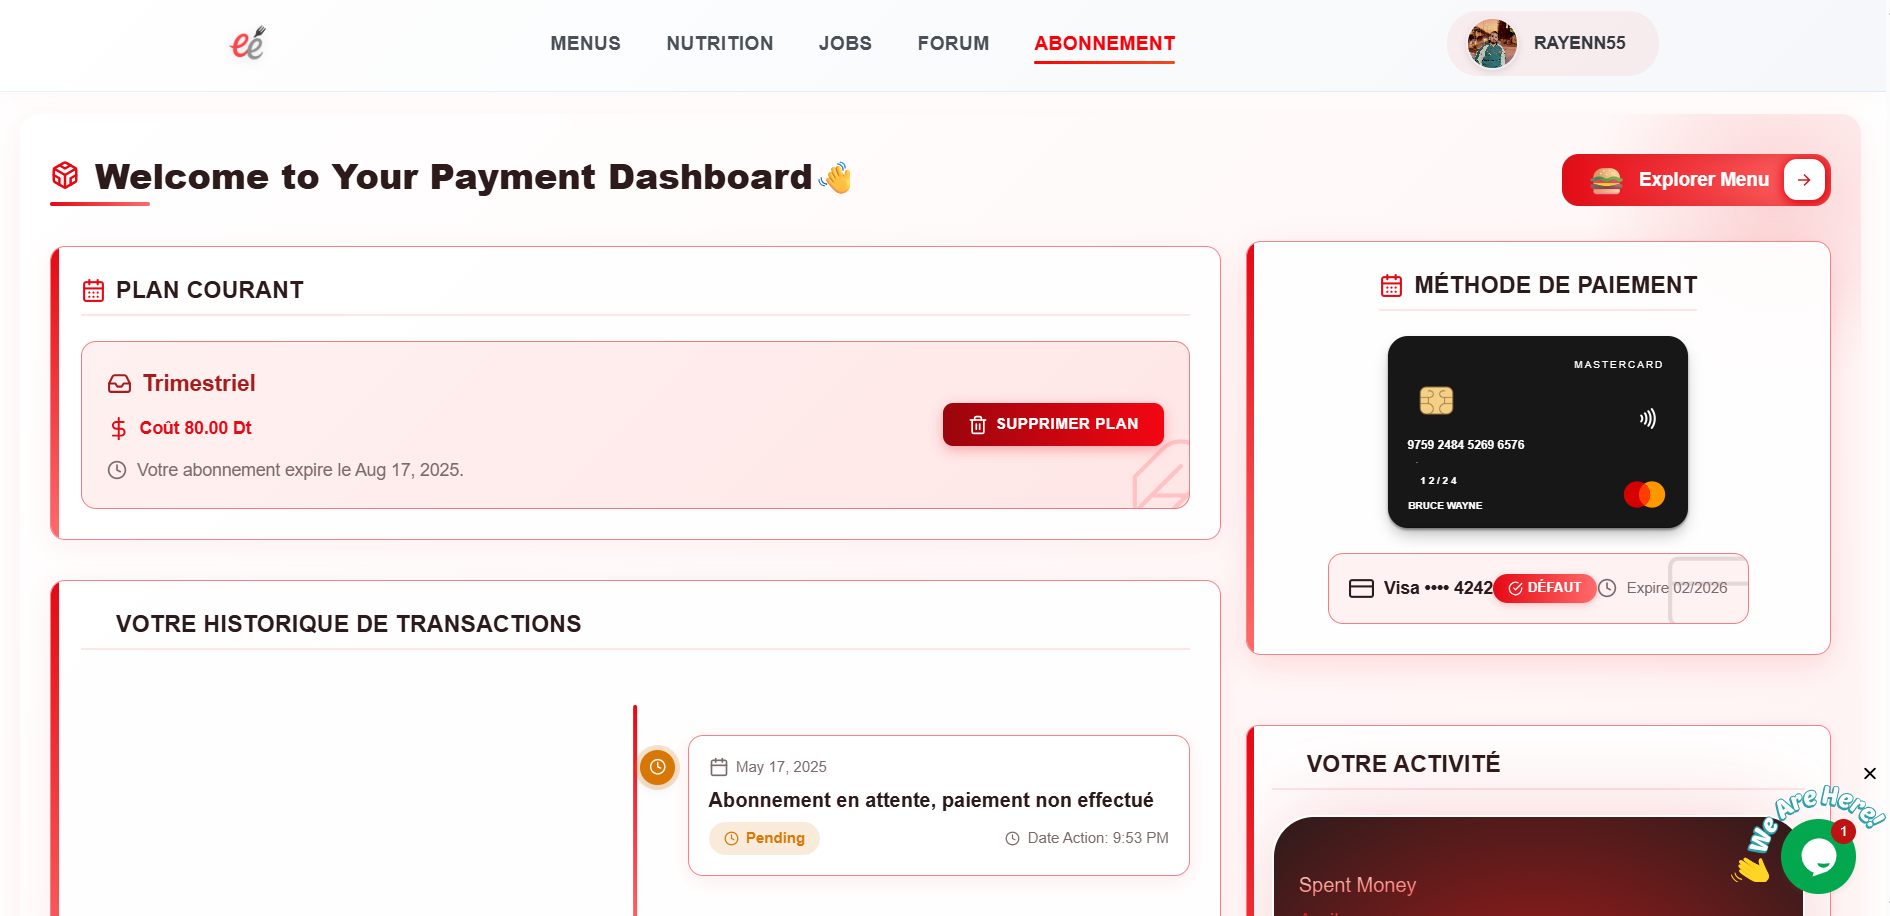 eé
MENUS
NUTRITION
JOBS
FORUM
ABONNEMENT
RAYENN55
Welcome to Your Payment Dashboard
Explorer Menu
PLAN COURANT
Trimestriel
Coût 80.00 Dt
Votre abonnement expire le Aug 17, 2025.
SUPPRIMER PLAN
MÉTHODE DE PAIEMENT
MASTERCARD
9759 2484 5269 6576
12/24
BRUCE WAYNE
Visa •••• 4242
DÉFAUT
Expire 02/2026
VOTRE HISTORIQUE DE TRANSACTIONS
May 17, 2025
Abonnement en attente, paiement non effectué
Pending
Date Action: 9:53 PM
VOTRE ACTIVITÉ
Spent Money
We Are Here!
1